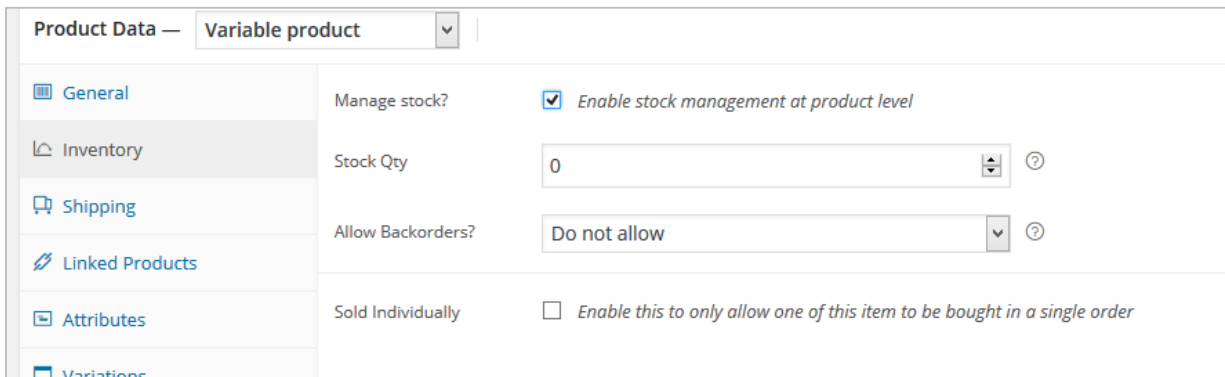 Product Data — Variable product
General
Inventory
Shipping
Linked Products
Attributes
Variations
Manage stock? Enable stock management at product level
Stock Qty 0
Allow Backorders? Do not allow
Sold Individually Enable this to only allow one of this item to be bought in a single order